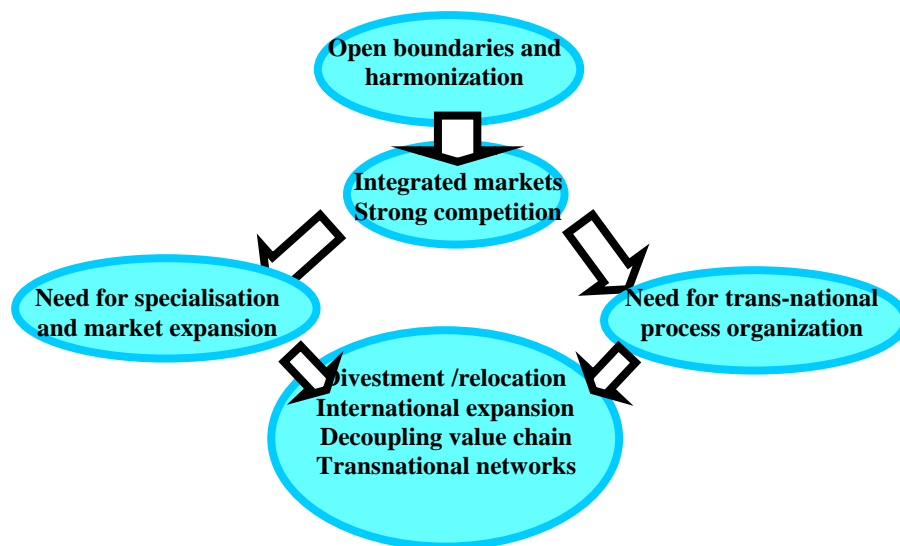 Open boundaries and
harmonization
Integrated markets
Strong competition
Need for specialisation
and market expansion
Need for trans-national
process organization
Divestment /relocation
International expansion
Decoupling value chain
Transnational networks